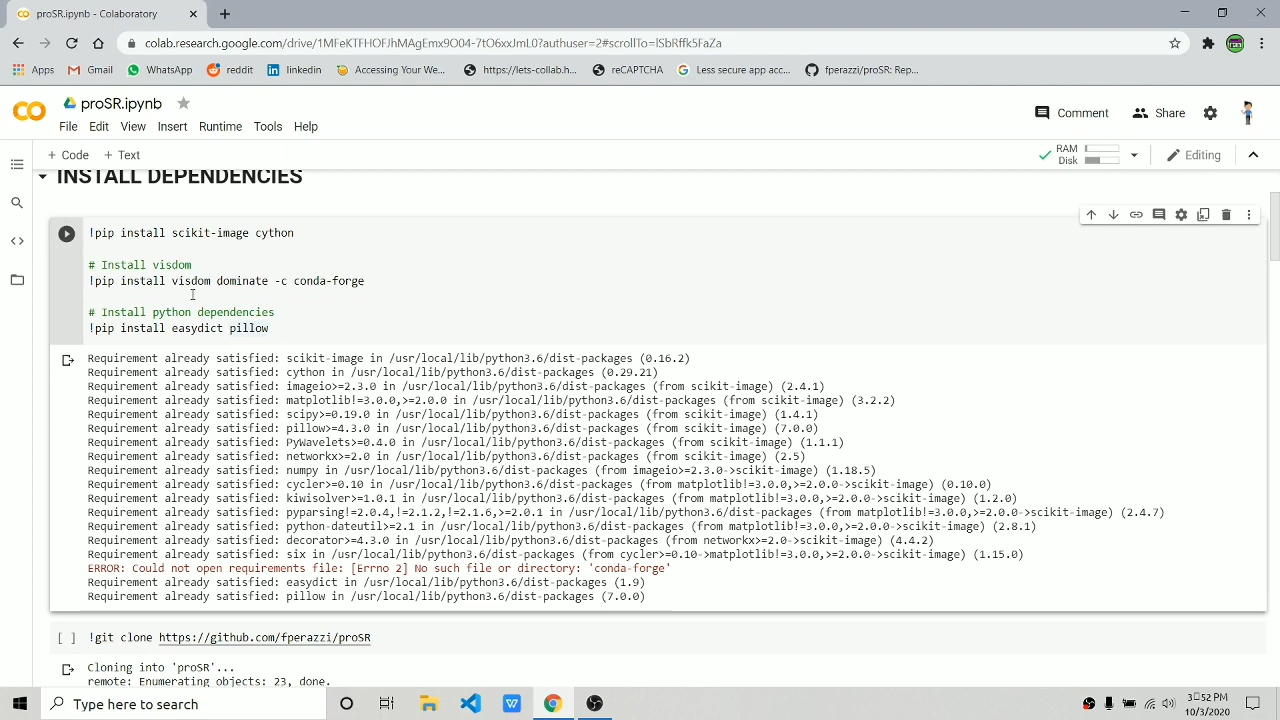 proSR.ipynb - Colaboratory
colab.research.google.com/drive/1MFeKTFHOFJhMAgEmx9O04-7tO6xxJmL0?authuser=2#scrollTo=lSbRffk5FaZa
Apps Gmail WhatsApp reddit linkedin Accessing Your We... https://lets-collab.h... reCAPTCHA Less secure app acc... fperazzi/proSR: Rep...
proSR.ipynb
File Edit View Insert Runtime Tools Help
Comment Share
+ Code + Text
RAM
Disk
Editing
INSTALL DEPENDENCIES
!pip install scikit-image cython
# Install visdom
!pip install visdom dominate -c conda-forge
# Install python dependencies
!pip install easydict pillow
Requirement already satisfied: scikit-image in /usr/local/lib/python3.6/dist-packages (0.16.2)
Requirement already satisfied: cython in /usr/local/lib/python3.6/dist-packages (0.29.21)
Requirement already satisfied: imageio>=2.3.0 in /usr/local/lib/python3.6/dist-packages (from scikit-image) (2.4.1)
Requirement already satisfied: matplotlib!=3.0.0,>=2.0.0 in /usr/local/lib/python3.6/dist-packages (from scikit-image) (3.2.2)
Requirement already satisfied: scipy>=0.19.0 in /usr/local/lib/python3.6/dist-packages (from scikit-image) (1.4.1)
Requirement already satisfied: pillow>=4.3.0 in /usr/local/lib/python3.6/dist-packages (from scikit-image) (7.0.0)
Requirement already satisfied: PyWavelets>=0.4.0 in /usr/local/lib/python3.6/dist-packages (from scikit-image) (1.1.1)
Requirement already satisfied: networkx>=2.0 in /usr/local/lib/python3.6/dist-packages (from scikit-image) (2.5)
Requirement already satisfied: numpy in /usr/local/lib/python3.6/dist-packages (from imageio>=2.3.0->scikit-image) (1.18.5)
Requirement already satisfied: cycler>=0.10 in /usr/local/lib/python3.6/dist-packages (from matplotlib!=3.0.0,>=2.0.0->scikit-image) (0.10.0)
Requirement already satisfied: kiwisolver>=1.0.1 in /usr/local/lib/python3.6/dist-packages (from matplotlib!=3.0.0,>=2.0.0->scikit-image) (1.2.0)
Requirement already satisfied: pyparsing!=2.0.4,!=2.1.2,!=2.1.6,>=2.0.1 in /usr/local/lib/python3.6/dist-packages (from matplotlib!=3.0.0,>=2.0.0->scikit-image) (2.4.7)
Requirement already satisfied: python-dateutil>=2.1 in /usr/local/lib/python3.6/dist-packages (from matplotlib!=3.0.0,>=2.0.0->scikit-image) (2.8.1)
Requirement already satisfied: decorator>=4.3.0 in /usr/local/lib/python3.6/dist-packages (from networkx>=2.0->scikit-image) (4.4.2)
Requirement already satisfied: six in /usr/local/lib/python3.6/dist-packages (from cycler>=0.10->matplotlib!=3.0.0,>=2.0.0->scikit-image) (1.15.0)
ERROR: Could not open requirements file: [Errno 2] No such file or directory: 'conda-forge'
Requirement already satisfied: easydict in /usr/local/lib/python3.6/dist-packages (1.9)
Requirement already satisfied: pillow in /usr/local/lib/python3.6/dist-packages (7.0.0)
[ ] !git clone https://github.com/fperazzi/proSR
Cloning into 'proSR'...
remote: Enumerating objects: 23, done.
Type here to search
3:52 PM
10/3/2020